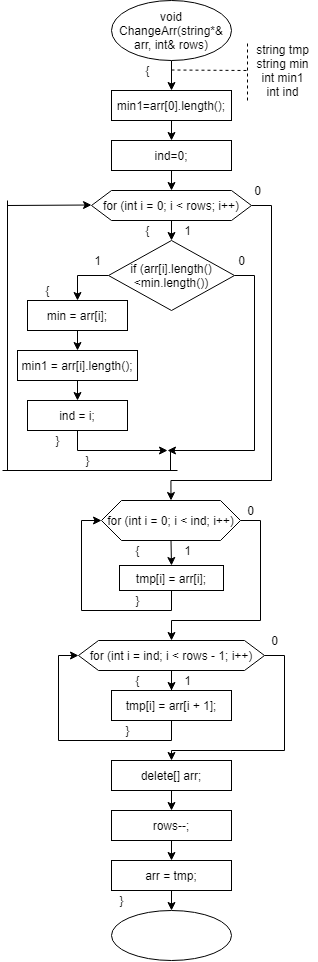 void
ChangeArr(string*&
arr, int& rows)
{
string tmp
string min
int min1
int ind
min1=arr[0].length();
ind=0;
for (int i = 0; i < rows; i++)
0
{
1
if (arr[i].length()
<min.length())
1
0
{
min = arr[i];
min1 = arr[i].length();
ind = i;
}
}
for (int i = 0; i < ind; i++)
0
{
1
tmp[i] = arr[i];
}
for (int i = ind; i < rows - 1; i++)
0
{
1
tmp[i] = arr[i + 1];
}
delete[] arr;
rows--;
arr = tmp;
}